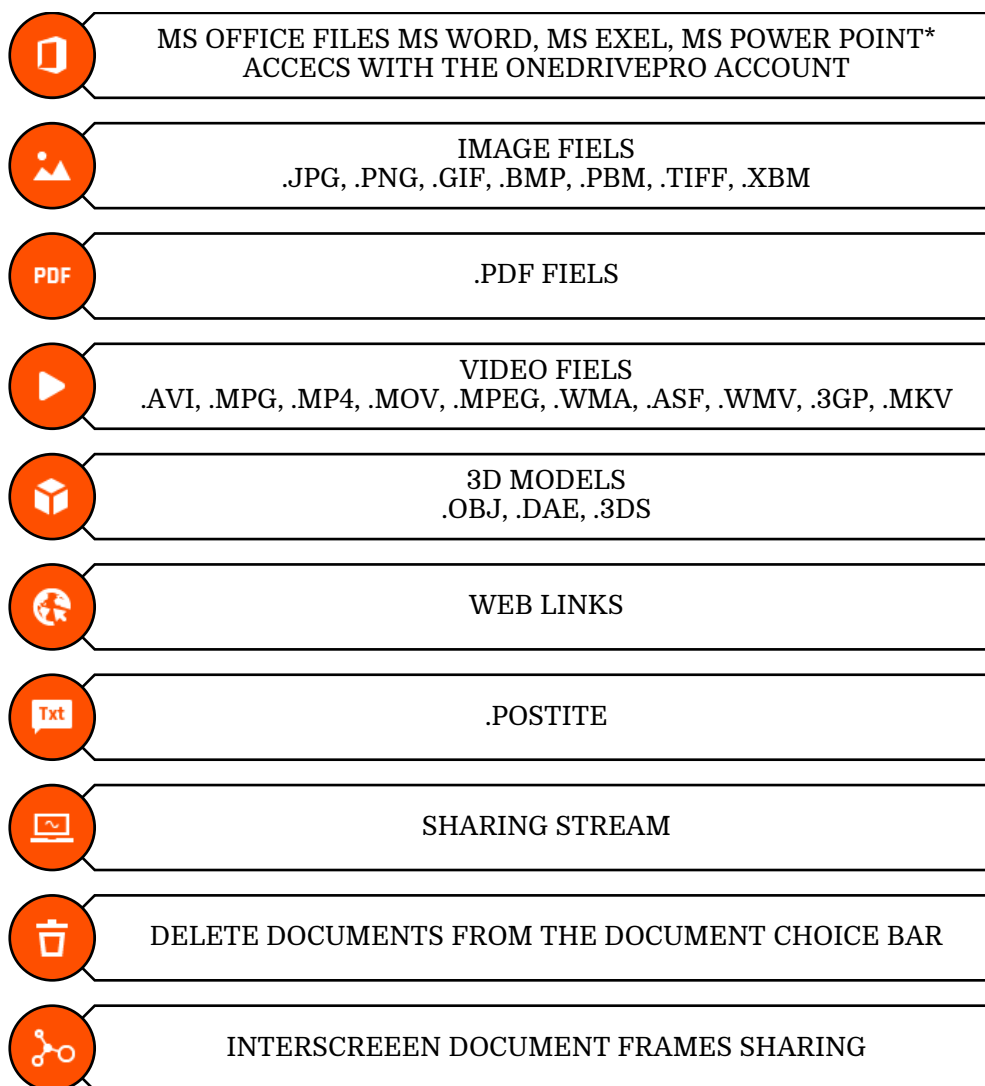 MS OFFICE FILES MS WORD, MS EXEL, MS POWER POINT*
ACCECS WITH THE ONEDRIVEPRO ACCOUNT
IMAGE FIELS
.JPG, .PNG, .GIF, .BMP, .PBM, .TIFF, .XBM
PDF
.PDF FIELS
VIDEO FIELS
.AVI, .MPG, .MP4, .MOV, .MPEG, .WMA, .ASF, .WMV, .3GP, .MKV
3D MODELS
.OBJ, .DAE, .3DS
WEB LINKS
Txt
.POSTITE
SHARING STREAM
DELETE DOCUMENTS FROM THE DOCUMENT CHOICE BAR
INTERSCREEEN DOCUMENT FRAMES SHARING